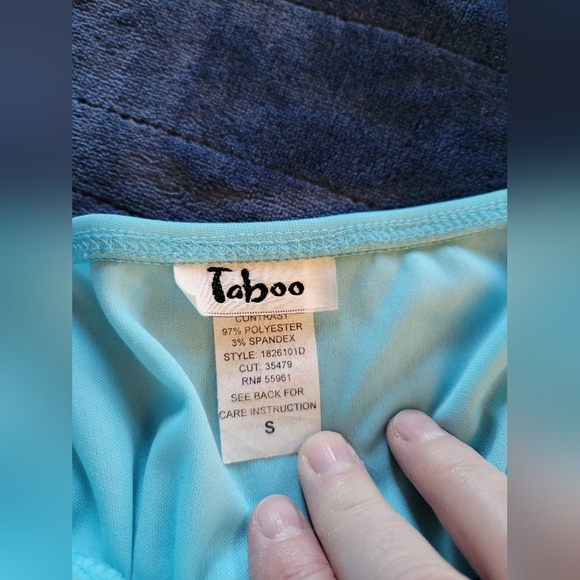 Taboo
CONTRAST
97% POLYESTER
3% SPANDEX
STYLE: 1826101D
CUT: 35479
RN# 55961
SEE BACK FOR
CARE INSTRUCTION
S